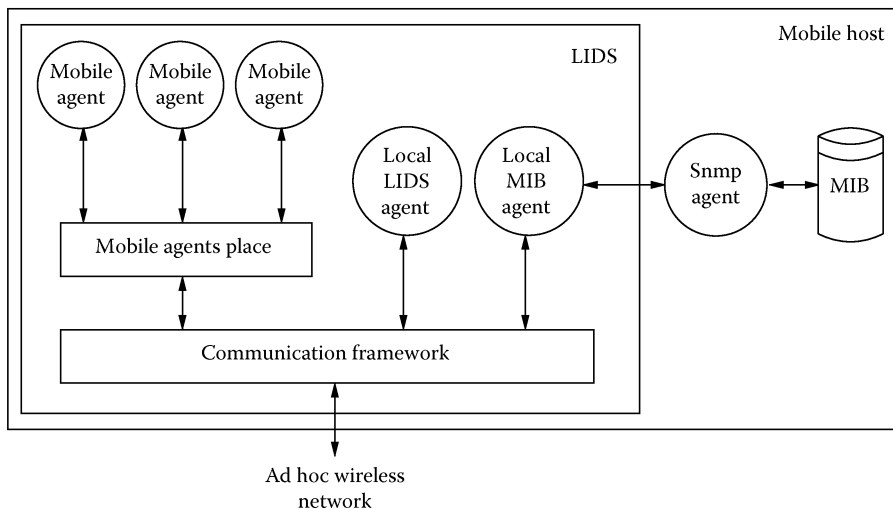 Mobile host
LIDS
Mobile
agent
Mobile
agent
Mobile
agent
Local
LIDS
agent
Local
MIB
agent
Snmp
agent
MIB
Mobile agents place
Communication framework
Ad hoc wireless
network